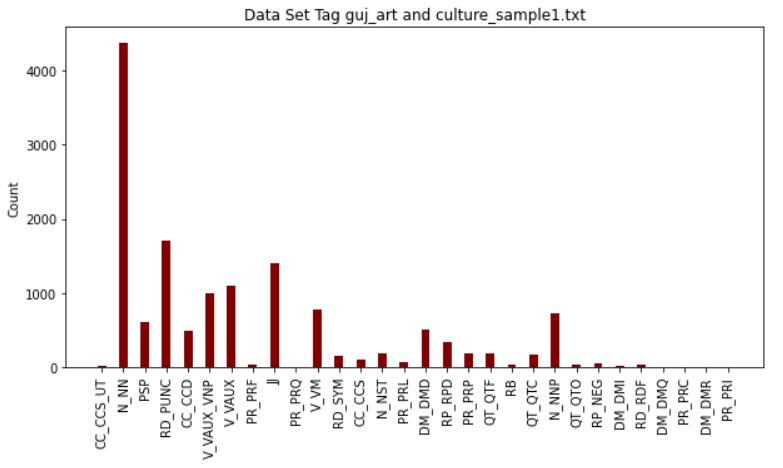 Data Set Tag guj_art and culture_sample1.txt
Count
4000
3000
2000
1000
0
CC_CCS_UT
N_NN
PSP
RD_PUNC
CC_CCD
V_VAUX_VNP
V_VAUX
PR_PRF
JJ
PR_PRQ
V_VM
RD_SYM
CC_CCS
N_NST
PR_PRL
DM_DMD
RP_RPD
PR_PRP
QT_QTF
RB
QT_QTC
N_NNP
QT_QTO
RP_NEG
DM_DMI
RD_RDF
DM_DMQ
PR_PRC
DM_DMR
PR_PRI